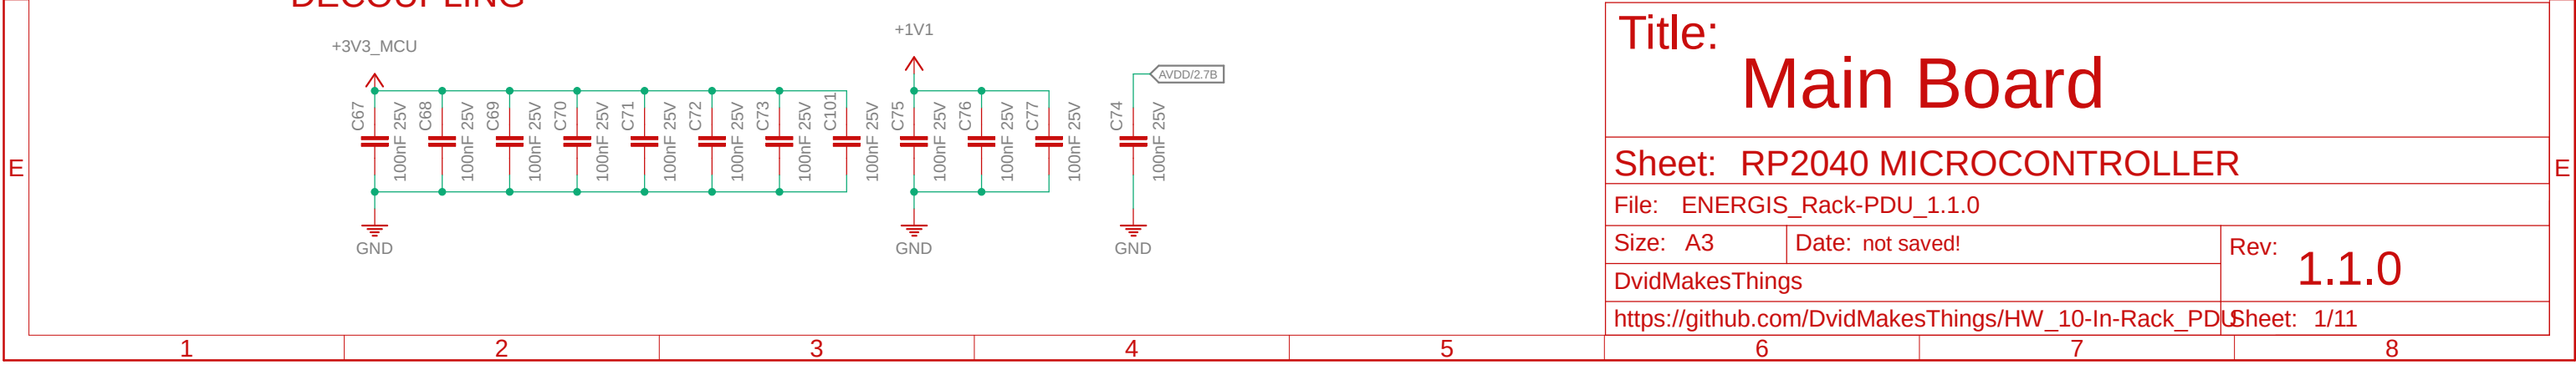 DECOUPLING
+3V3_MCU
+1V1
AVDD/2.7B
C67
100nF 25V
C68
100nF 25V
C69
100nF 25V
C70
100nF 25V
C71
100nF 25V
C72
100nF 25V
C73
100nF 25V
C101
100nF 25V
C75
100nF 25V
C76
100nF 25V
C77
100nF 25V
C74
100nF 25V
GND
GND
GND
E
E
Title:
Main Board
Sheet: RP2040 MICROCONTROLLER
File: ENERGIS_Rack-PDU_1.1.0
Size: A3
Date: not saved!
Rev: 1.1.0
DvidMakesThings
https://github.com/DvidMakesThings/HW_10-In-Rack_PDU
Sheet: 1/11
1 2 3 4 5 6 7 8